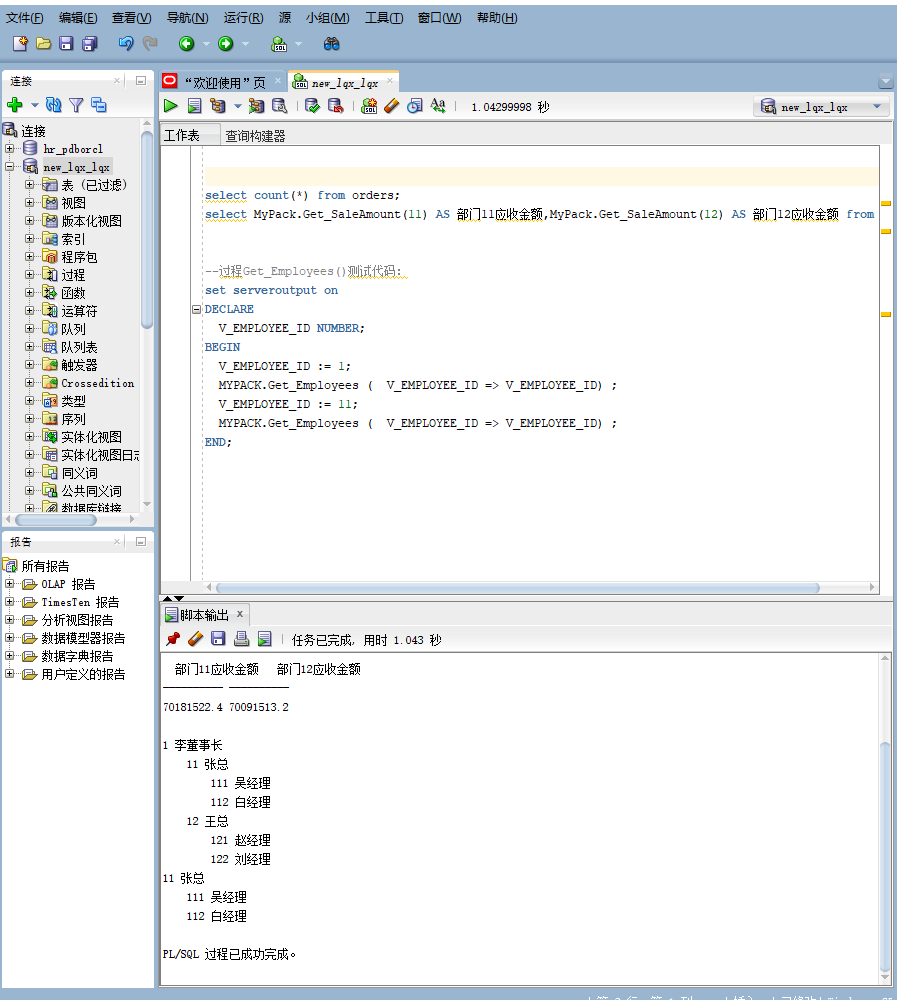 文件(F) 编辑(E) 查看(V) 导航(N) 运行(R) 源 小组(M) 工具(T) 窗口(W) 帮助(H)
连接
连接
hr_pdborcl
new_lqx_lqx
表 (已过滤)
视图
版本化视图
索引
程序包
过程
函数
运算符
队列
队列表
触发器
Crossedition
类型
序列
实体化视图
实体化视图日志
同义词
公共同义词
数据库链接
报告
所有报告
OLAP 报告
TimesTen 报告
分析视图报告
数据模型器报告
数据字典报告
用户定义的报告
“欢迎使用”页 new_lqx_lqx
1.04299998 秒 new_lqx_lqx
工作表 查询构建器
select count(*) from orders;
select MyPack.Get_SaleAmount(11) AS 部门11应收金额,MyPack.Get_SaleAmount(12) AS 部门12应收金额 from
--过程Get_Employees()测试代码:
set serveroutput on
DECLARE
V_EMPLOYEE_ID NUMBER;
BEGIN
V_EMPLOYEE_ID := 1;
MYPACK.Get_Employees ( V_EMPLOYEE_ID => V_EMPLOYEE_ID) ;
V_EMPLOYEE_ID := 11;
MYPACK.Get_Employees ( V_EMPLOYEE_ID => V_EMPLOYEE_ID) ;
END;
脚本输出
任务已完成, 用时 1.043 秒
部门11应收金额 部门12应收金额
---------- ----------
70181522.4 70091513.2
1 李董事长
11 张总
111 吴经理
112 白经理
12 王总
121 赵经理
122 刘经理
11 张总
111 吴经理
112 白经理
PL/SQL 过程已成功完成。